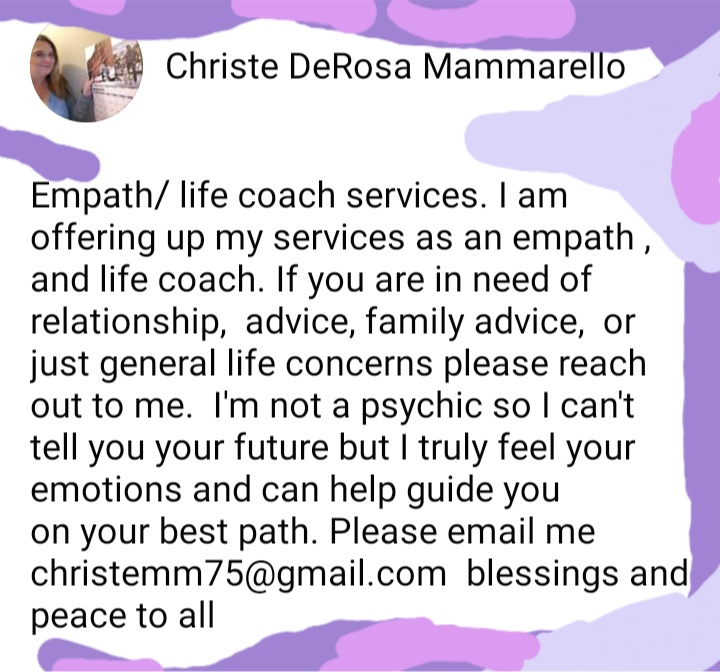 Christe DeRosa Mammarello
Empath/ life coach services. I am
offering up my services as an empath ,
and life coach. If you are in need of
relationship,  advice, family advice,  or
just general life concerns please reach
out to me.  I'm not a psychic so I can't
tell you your future but I truly feel your
emotions and can help guide you
on your best path. Please email me
christemm75@gmail.com  blessings and
peace to all